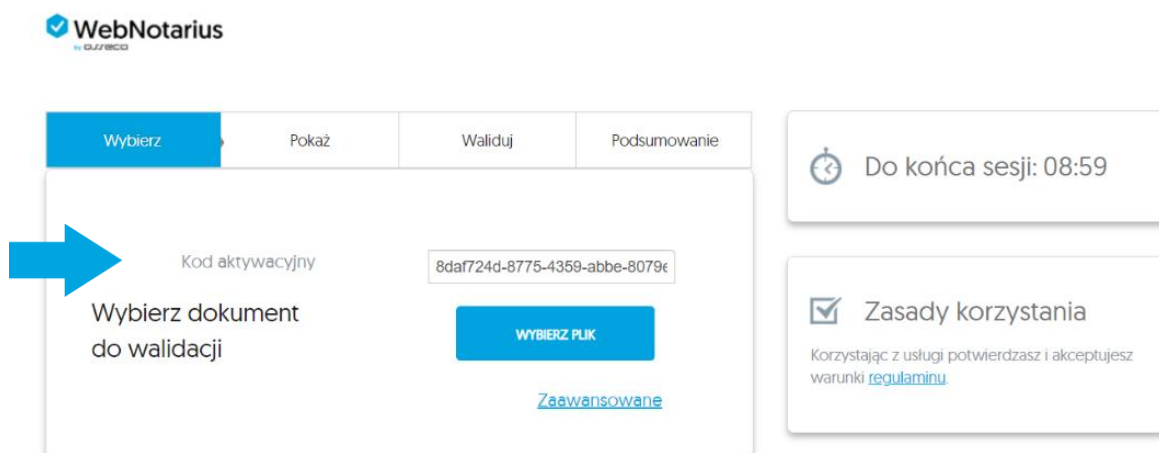 WebNotarius
by asseco
Wybierz
Pokaż
Waliduj
Podsumowanie
Do końca sesji: 08:59
Kod aktywacyjny
8daf724d-8775-4359-abbe-8079
Wybierz dokument
do walidacji
WYBIERZ PLIK
Zaawansowane
Zasady korzystania
Korzystając z usługi potwierdzasz i akceptujesz
warunki regulaminu.